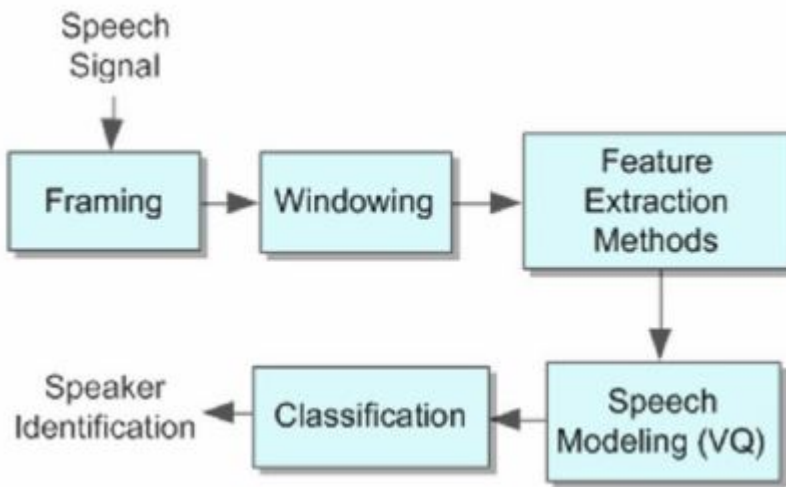 Speech
Signal
Framing
Windowing
Feature
Extraction
Methods
Speaker
Identification
Classification
Speech
Modeling (VQ)